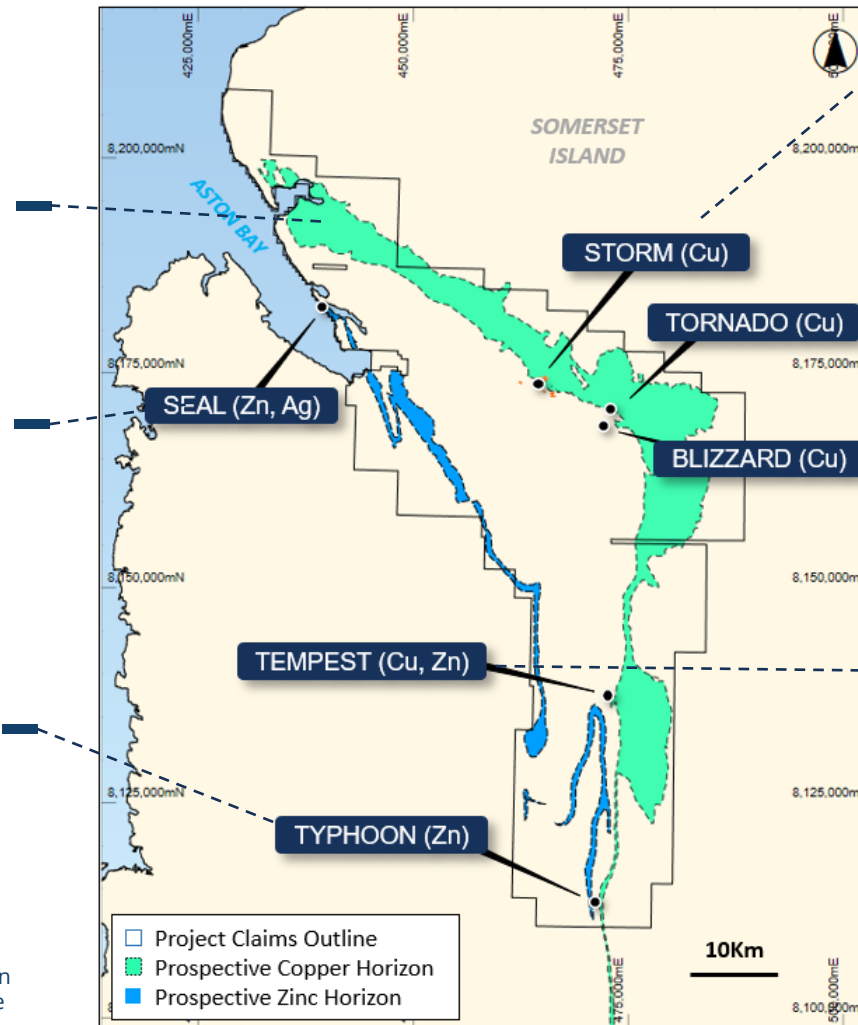 425,000mE
450,000mE
475,000mE
8,200,000mN
8,200,000m
SOMERSET
ISLAND
ASTON BAY
STORM (Cu)
TORNADO (Cu)
8,175,000mN
8,175,000m
SEAL (Zn, Ag)
BLIZZARD (Cu)
8,150,000mN
8,150,000m
TEMPEST (Cu, Zn)
8,125,000mN
8,125,000m
TYPHOON (Zn)
Project Claims Outline
Prospective Copper Horizon
Prospective Zinc Horizon
10Km
475,000mE
8,100,000m